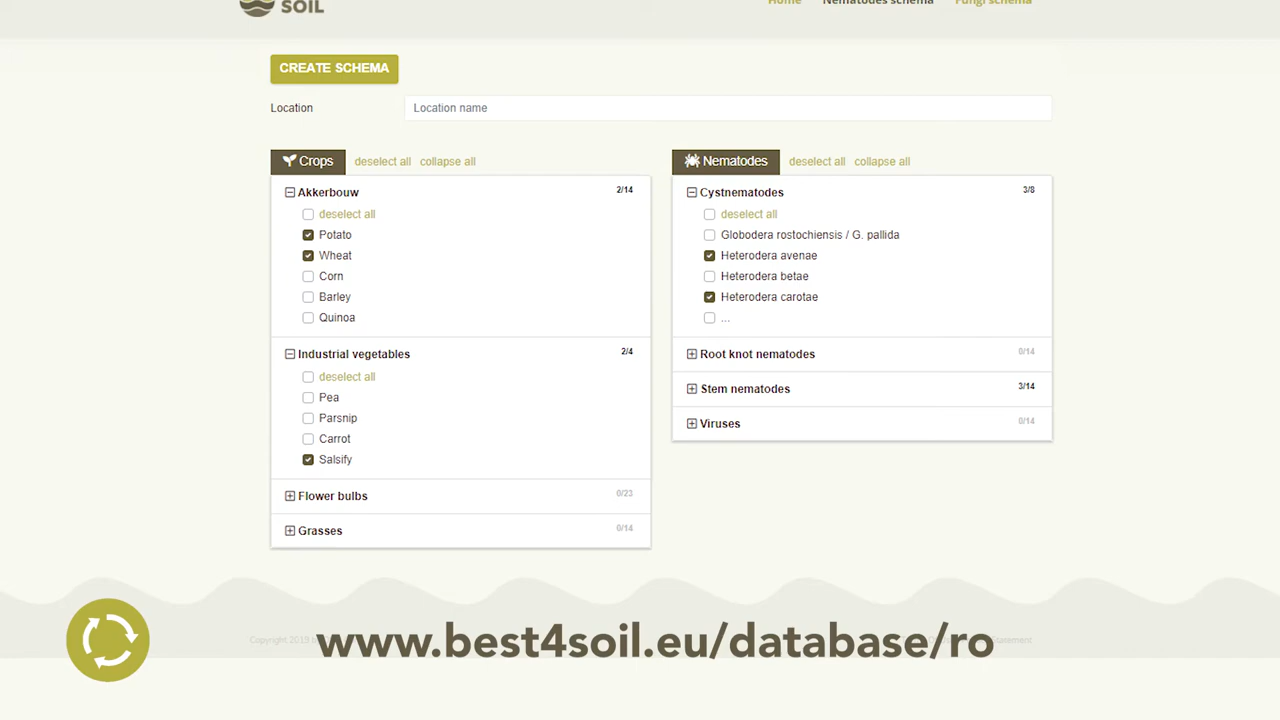 SOIL
Home Nematodes schema Fungi schema
CREATE SCHEMA
Location Location name
Crops deselect all collapse all
Akkerbouw 2/14
deselect all
Potato
Wheat
Corn
Barley
Quinoa
Industrial vegetables 2/4
deselect all
Pea
Parsnip
Carrot
Salsify
Flower bulbs 0/23
Grasses 0/14
Nematodes deselect all collapse all
Cystnematodes 3/8
deselect all
Globodera rostochiensis / G. pallida
Heterodera avenae
Heterodera betae
Heterodera carotae
...
Root knot nematodes 0/14
Stem nematodes 3/14
Viruses 0/14
Copyright 2019
www.best4soil.eu/database/ro